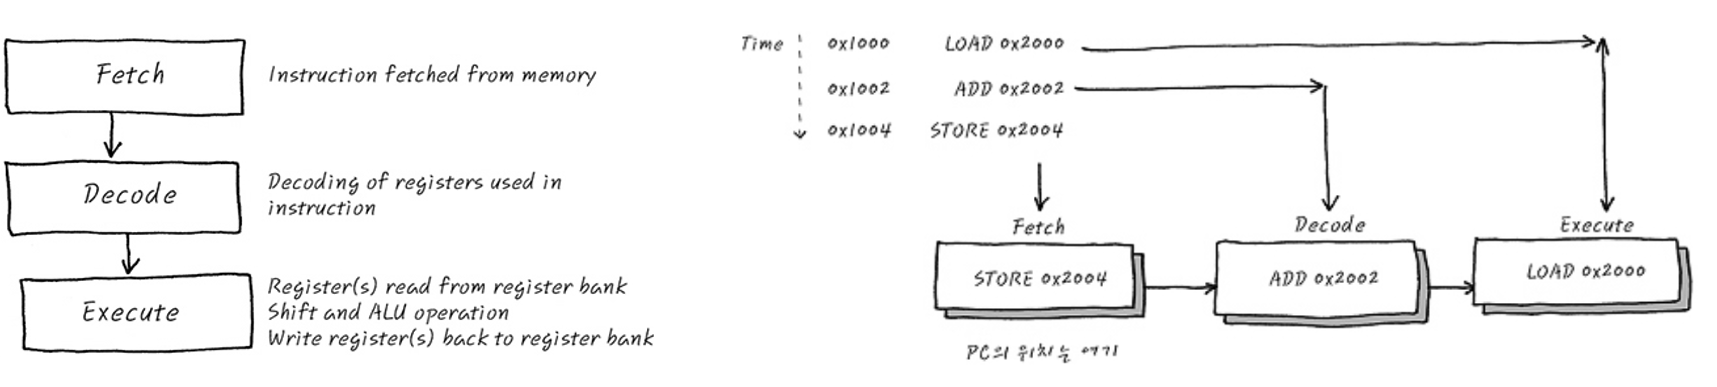 Fetch
Instruction fetched from memory
Decode
Decoding of registers used in
instruction
Execute
Register(s) read from register bank
Shift and ALU operation
Write register(s) back to register bank
Time
0x1000 LOAD 0x2000
0x1002 ADD 0x2002
0x1004 STORE 0x2004
Fetch
Decode
Execute
STORE 0x2004
ADD 0x2002
LOAD 0x2000
PC의 위치는 여기